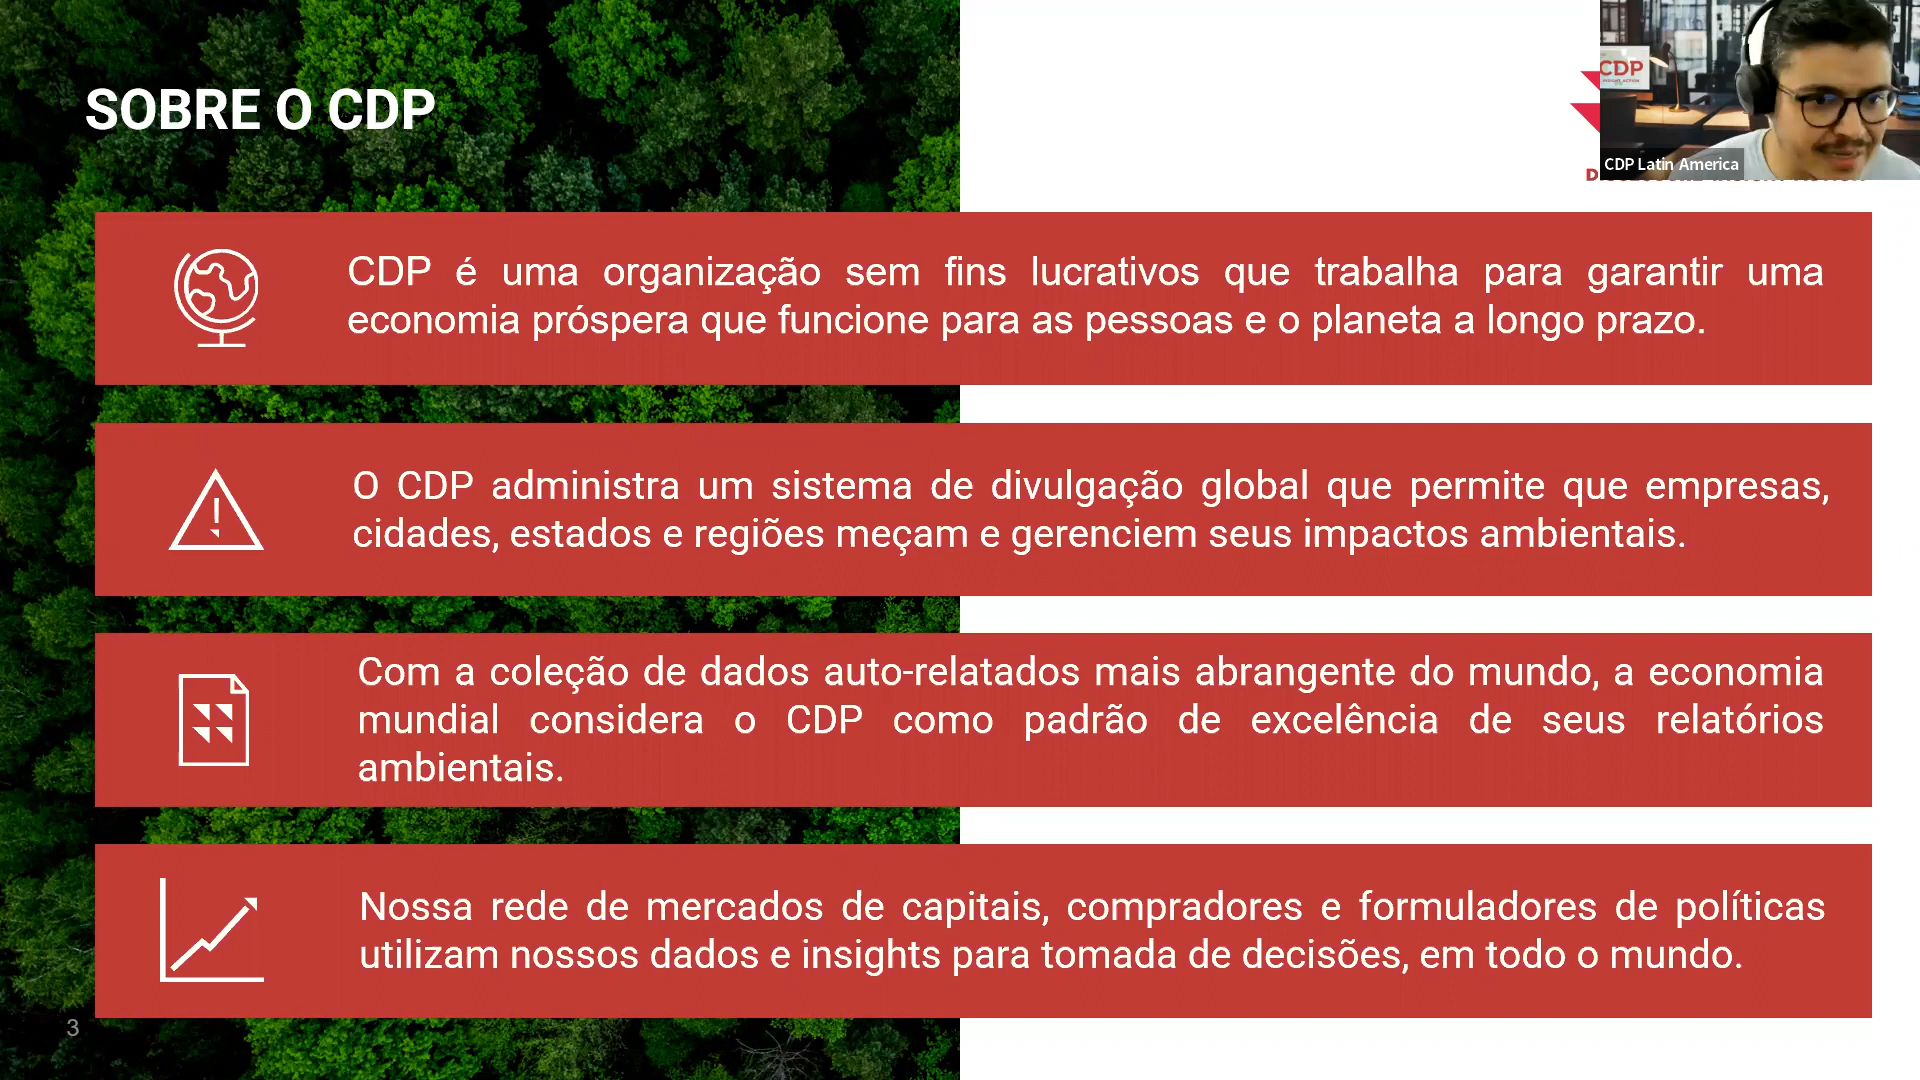 SOBRE O CDP
CDP
CDP Latin America
CDP é uma organização sem fins lucrativos que trabalha para garantir uma
economia próspera que funcione para as pessoas e o planeta a longo prazo.
O CDP administra um sistema de divulgação global que permite que empresas,
cidades, estados e regiões meçam e gerenciem seus impactos ambientais.
Com a coleção de dados auto-relatados mais abrangente do mundo, a economia
mundial considera o CDP como padrão de excelência de seus relatórios
ambientais.
Nossa rede de mercados de capitais, compradores e formuladores de políticas
utilizam nossos dados e insights para tomada de decisões, em todo o mundo.
3